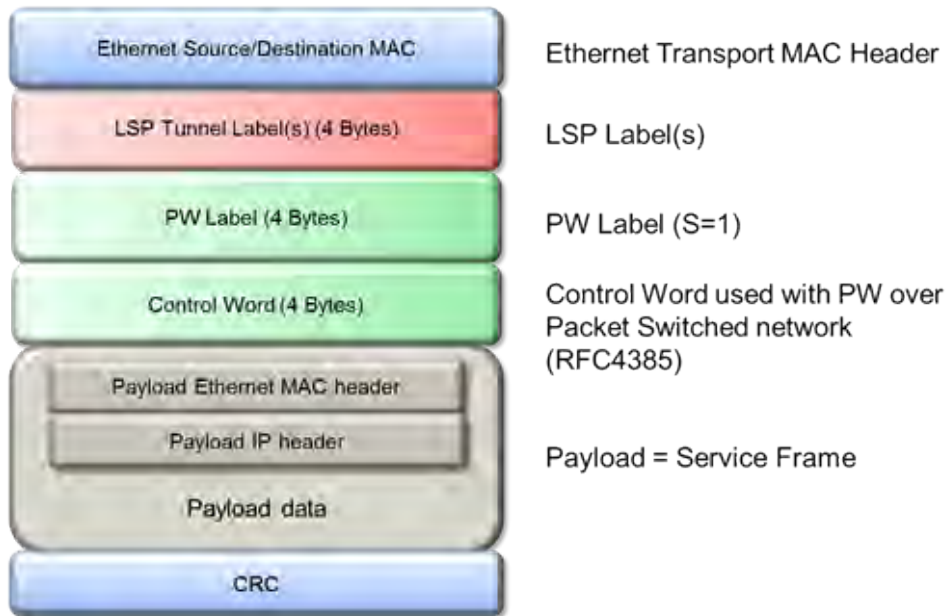 Ethernet Source/Destination MAC
Ethernet Transport MAC Header
LSP Tunnel Label(s) (4 Bytes)
LSP Label(s)
PW Label (4 Bytes)
PW Label (S=1)
Control Word (4 Bytes)
Control Word used with PW over
Packet Switched network
(RFC4385)
Payload Ethernet MAC header
Payload IP header
Payload data
Payload = Service Frame
CRC